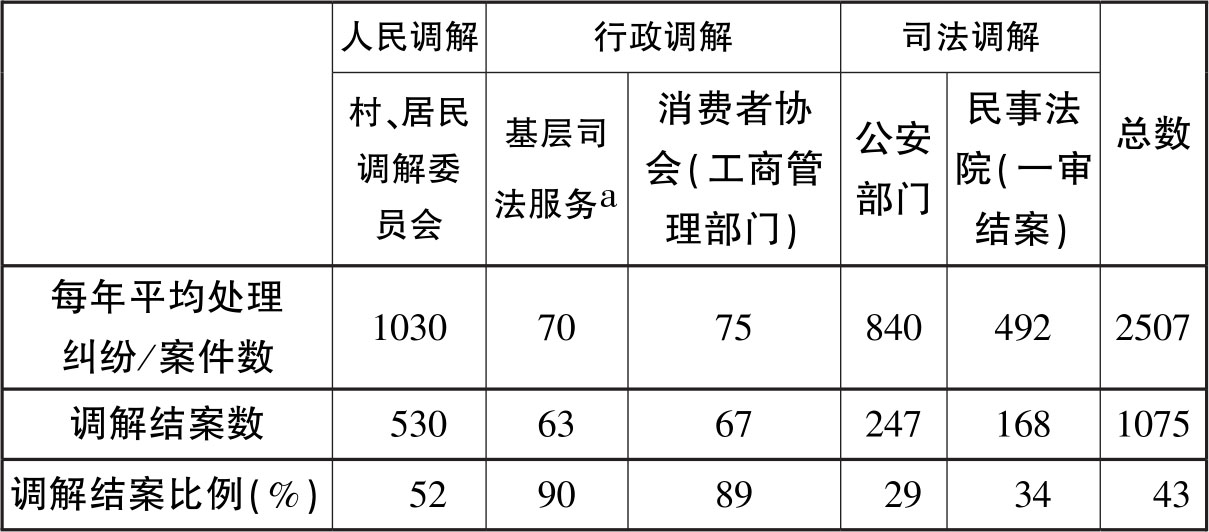 人民调解 行政调解 司法调解
村、居民调解委员会 基层司法服务a 消费者协会(工商管理部门) 公安部门 民事法院(一审结案) 总数
每年平均处理纠纷/案件数 1030 70 75 840 492 2507
调解结案数 530 63 67 247 168 1075
调解结案比例(%) 52 90 89 29 34 43